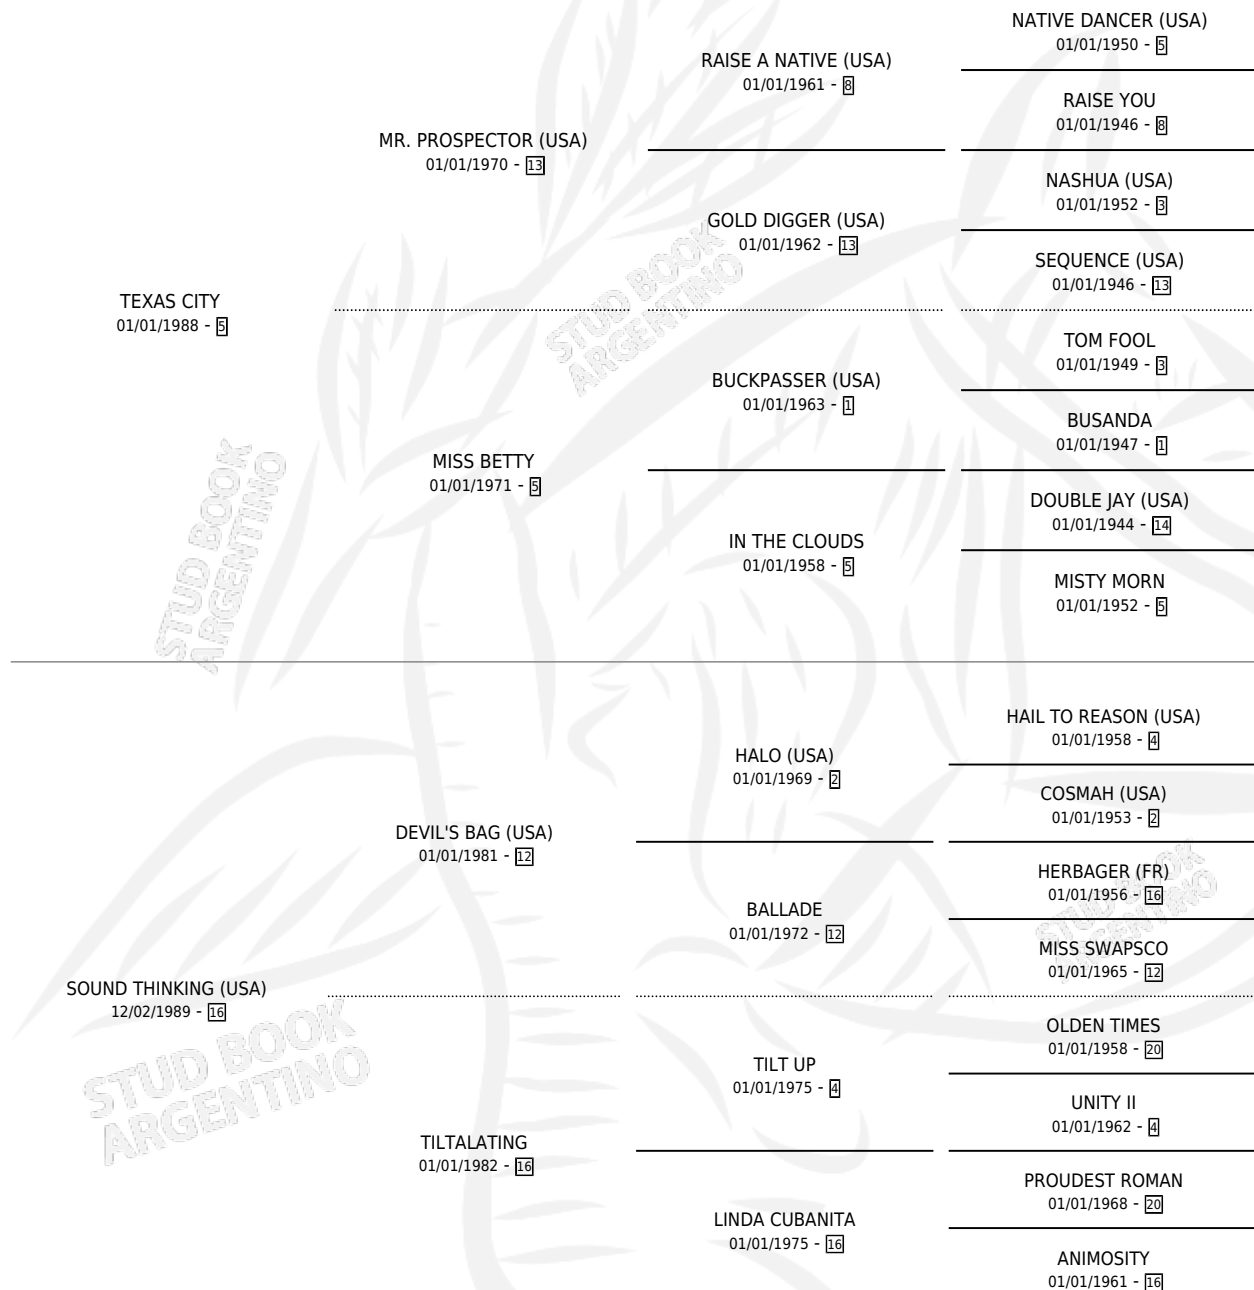 NATIVE DANCER (USA)
01/01/1950 - 5
RAISE A NATIVE (USA)
01/01/1961 - 8
RAISE YOU
01/01/1946 - 8
MR. PROSPECTOR (USA)
01/01/1970 - 13
NASHUA (USA)
01/01/1952 - 3
GOLD DIGGER (USA)
01/01/1962 - 13
SEQUENCE (USA)
01/01/1946 - 13
TEXAS CITY
01/01/1988 - 5
STUD BOOK
ARGENTINO
TOM FOOL
01/01/1949 - 3
BUCKPASSER (USA)
01/01/1963 - 1
BUSANDA
01/01/1947 - 1
MISS BETTY
01/01/1971 - 5
DOUBLE JAY (USA)
01/01/1944 - 14
IN THE CLOUDS
01/01/1958 - 5
MISTY MORN
01/01/1952 - 5
STUD BOOK
ARGENTINO
HAIL TO REASON (USA)
01/01/1958 - 4
HALO (USA)
01/01/1969 - 2
COSMAH (USA)
01/01/1953 - 2
DEVIL'S BAG (USA)
01/01/1981 - 12
HERBAGER (FR)
01/01/1956 - 16
BALLADE
01/01/1972 - 12
MISS SWAPSCO
01/01/1965 - 12
STUD BOOK
ARGENTINO
SOUND THINKING (USA)
12/02/1989 - 16
STUD BOOK
ARGENTINO
OLDEN TIMES
01/01/1958 - 20
TILT UP
01/01/1975 - 4
UNITY II
01/01/1962 - 4
TILTALATING
01/01/1982 - 16
PROUDEST ROMAN
01/01/1968 - 20
LINDA CUBANITA
01/01/1975 - 16
ANIMOSITY
01/01/1961 - 16